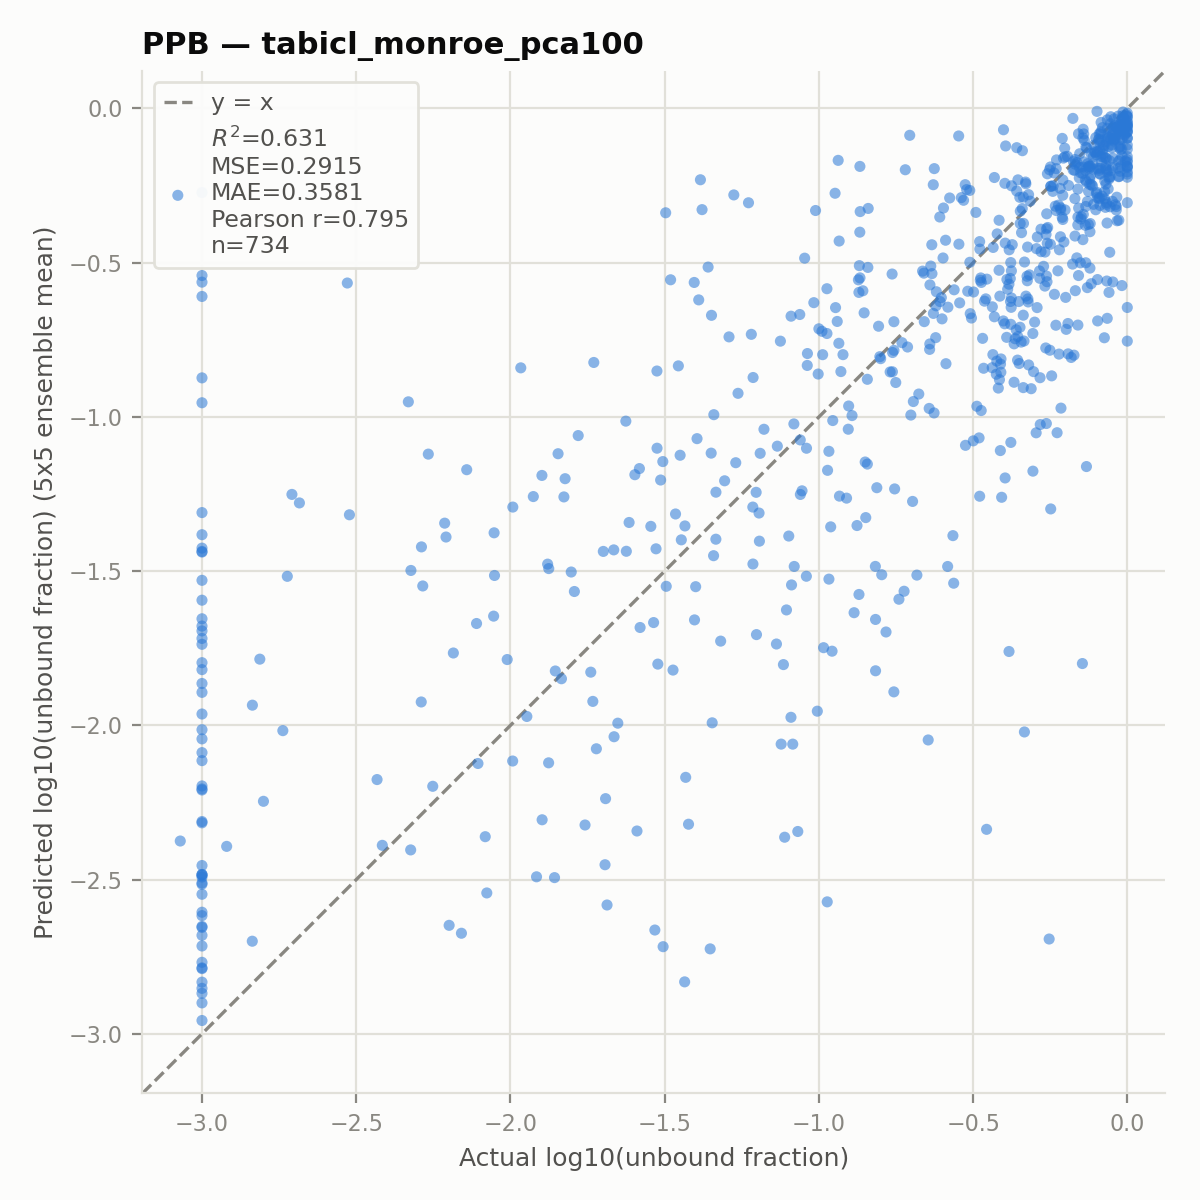 PPB — tabicl_monroe_pca100
y = x
R²=0.631
MSE=0.2915
MAE=0.3581
Pearson r=0.795
n=734
Predicted log10(unbound fraction) (5x5 ensemble mean)
0.0
−0.5
−1.0
−1.5
−2.0
−2.5
−3.0
−3.0 −2.5 −2.0 −1.5 −1.0 −0.5 0.0
Actual log10(unbound fraction)